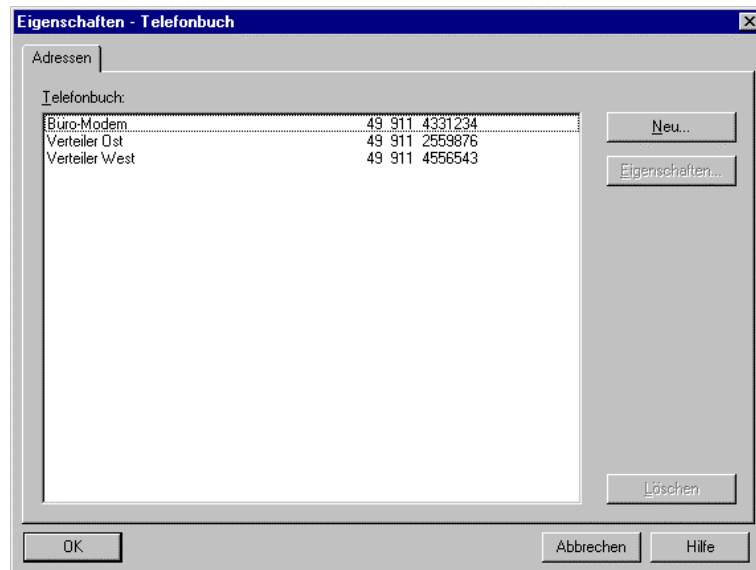 Eigenschaften - Telefonbuch
Adressen
Telefonbuch:
Büro-Modem 49 911 4331234
Verteiler Ost 49 911 2559876
Verteiler West 49 911 4556543
Neu...
Eigenschaften...
Löschen
OK Abbrechen Hilfe